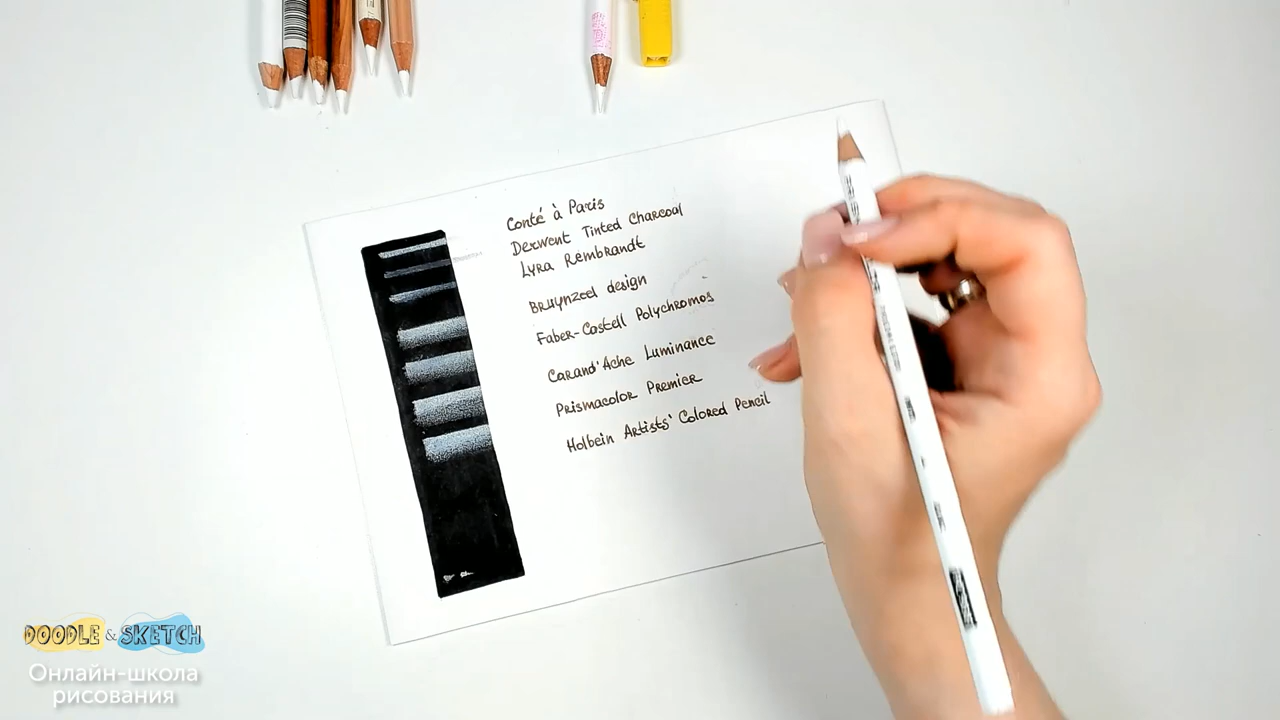 Conté à Paris
Derwent Tinted Charcoal
Lyra Rembrandt
Bruynzeel design
Faber-Castell Polychromos
Carand'Ache Luminance
Prismacolor Premier
Holbein Artists' Colored Pencil
DOODLE & SKETCH
Онлайн-школа
рисования